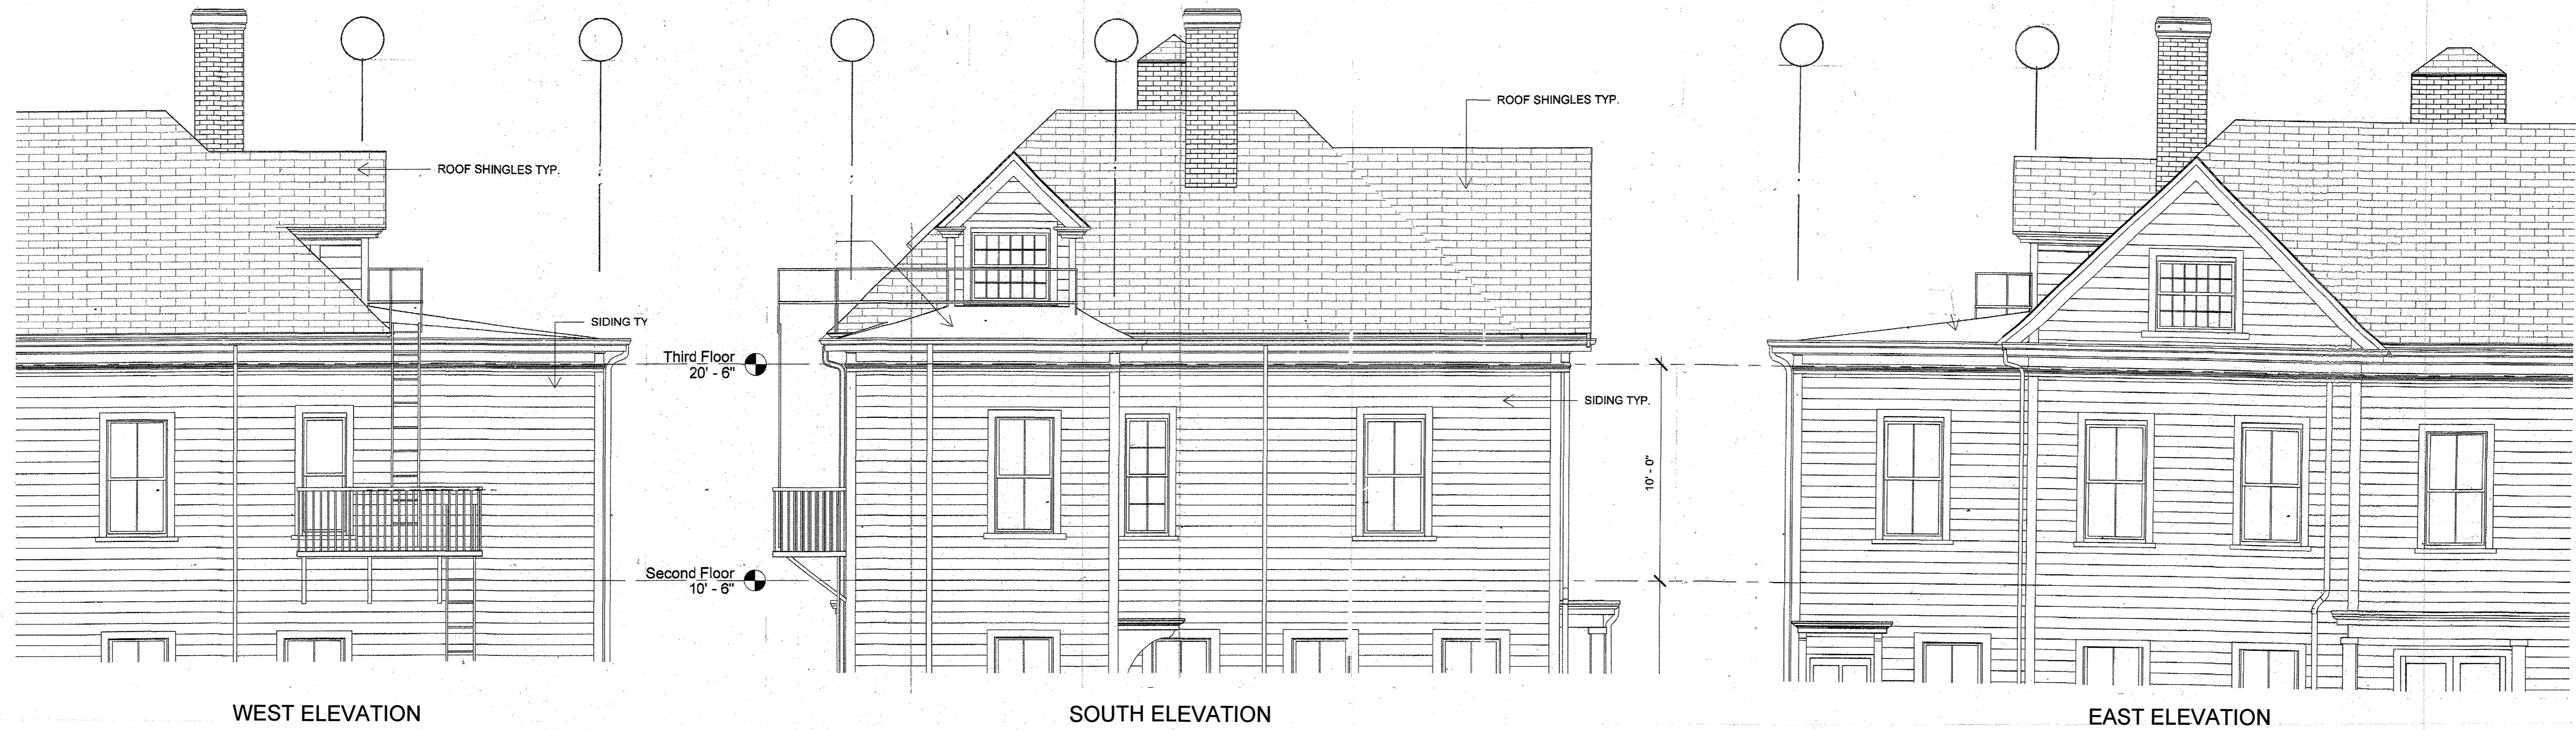 ROOF SHINGLES TYP.
SIDING TY
WEST ELEVATION
Third Floor
20' - 6"
Second Floor
10' - 6"
ROOF SHINGLES TYP.
SIDING TYP.
10' - 0"
SOUTH ELEVATION
EAST ELEVATION